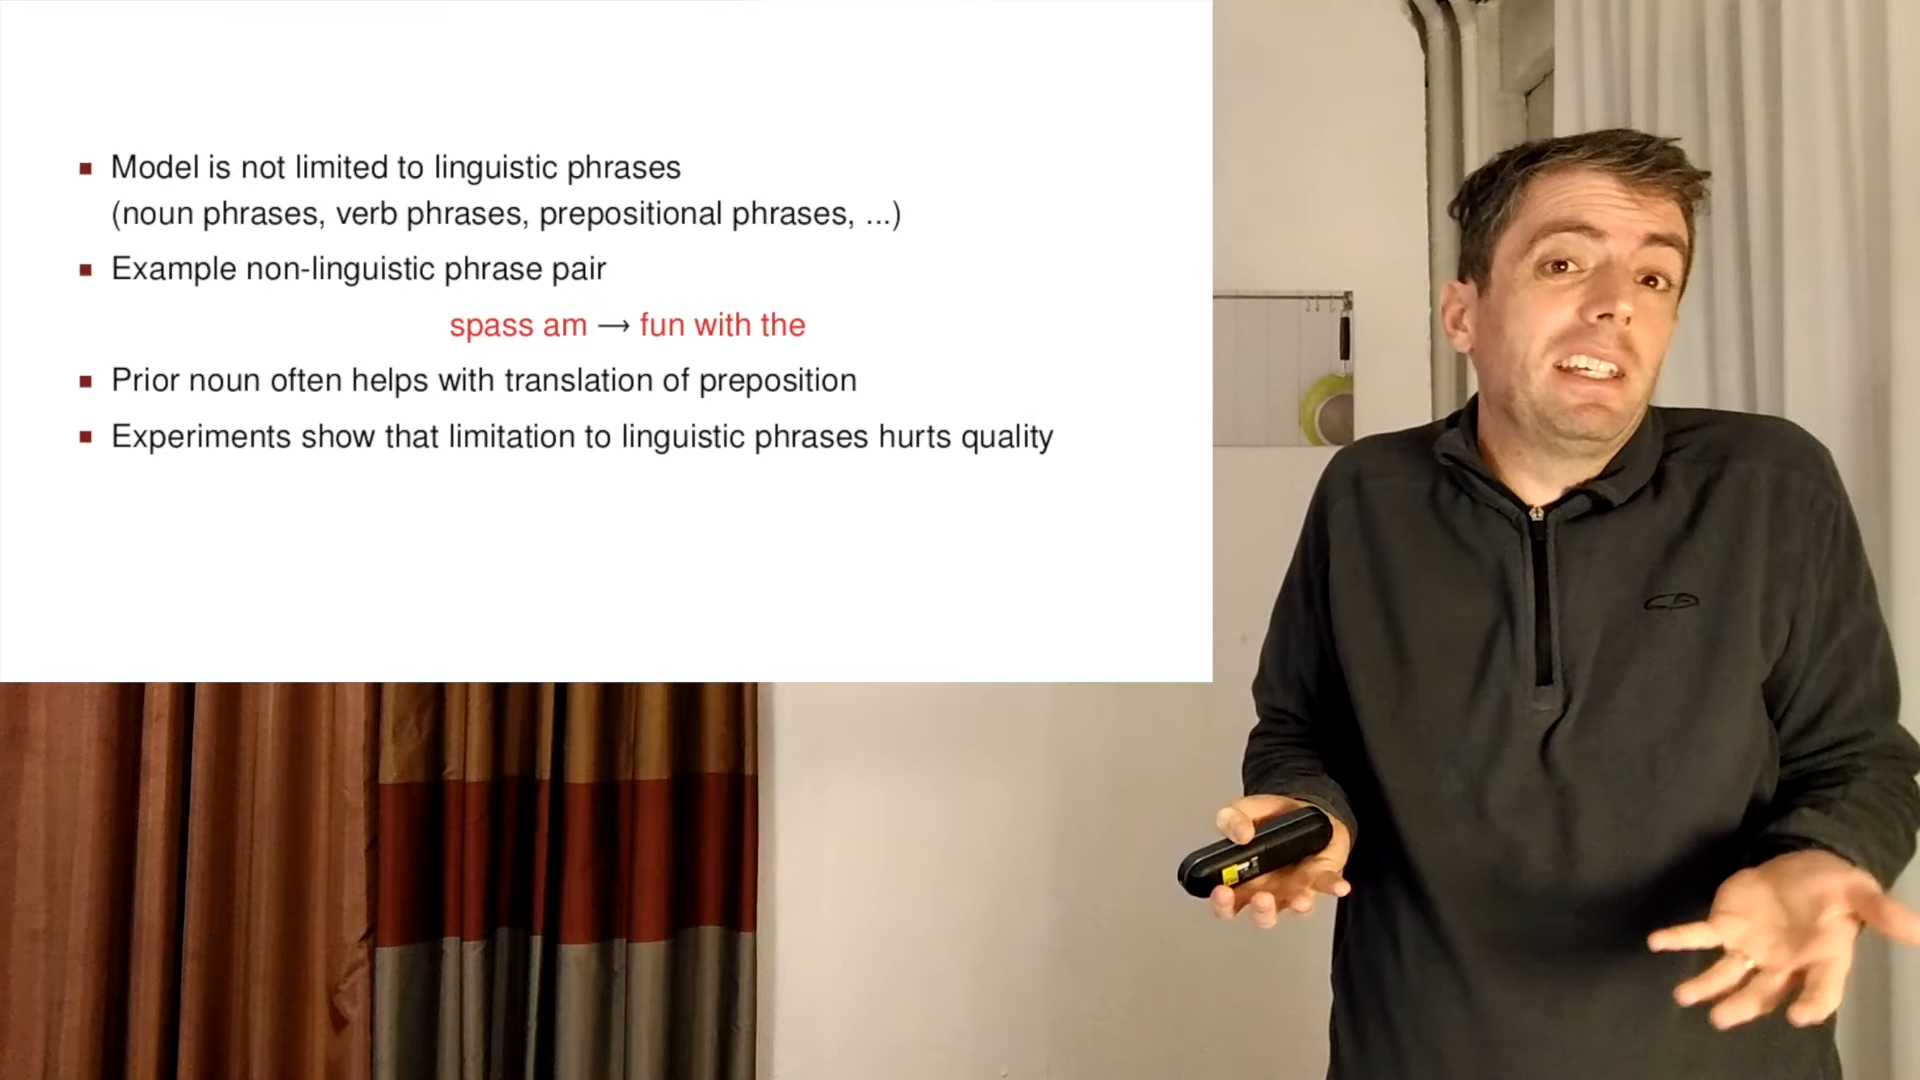 Model is not limited to linguistic phrases
(noun phrases, verb phrases, prepositional phrases, ...)
Example non-linguistic phrase pair
spass am → fun with the
Prior noun often helps with translation of preposition
Experiments show that limitation to linguistic phrases hurts quality